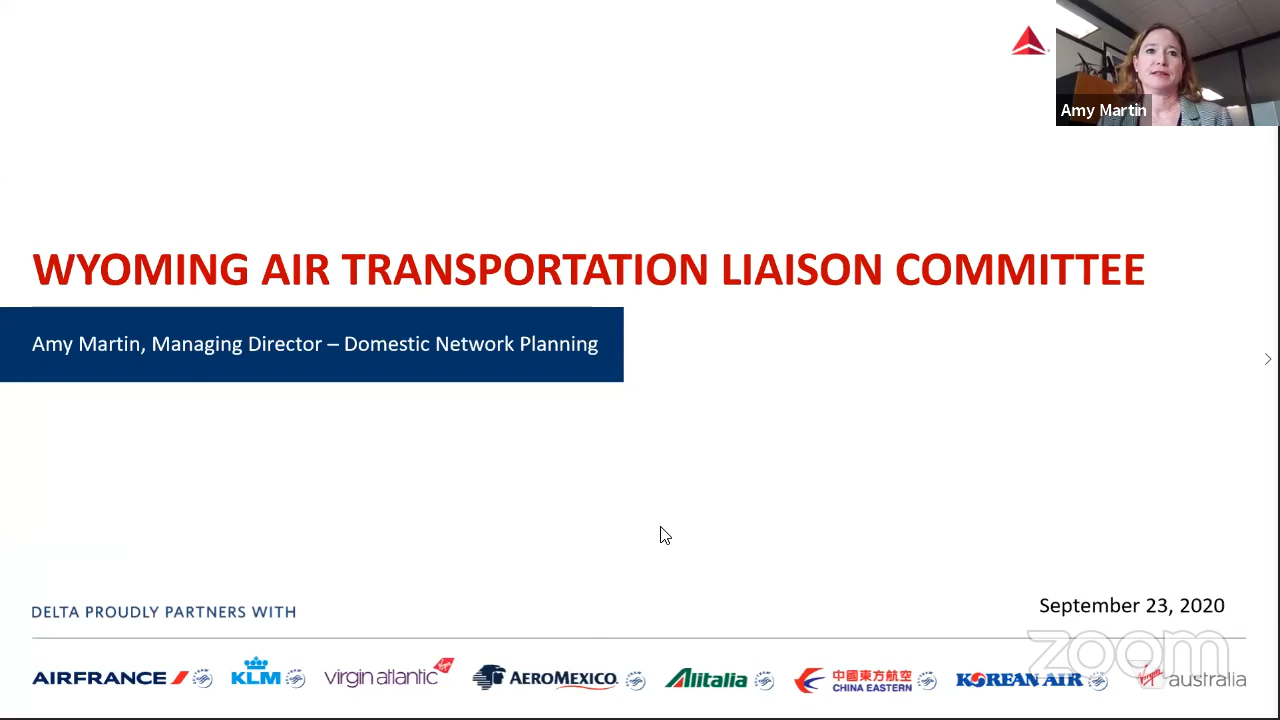 Amy Martin
WYOMING AIR TRANSPORTATION LIAISON COMMITTEE
Amy Martin, Managing Director – Domestic Network Planning
September 23, 2020
DELTA PROUDLY PARTNERS WITH
zoom
AIRFRANCE
KLM
virgin atlantic
AEROMEXICO.
Alitalia
中國東方航空
CHINA EASTERN
KOREAN AIR
virgin australia